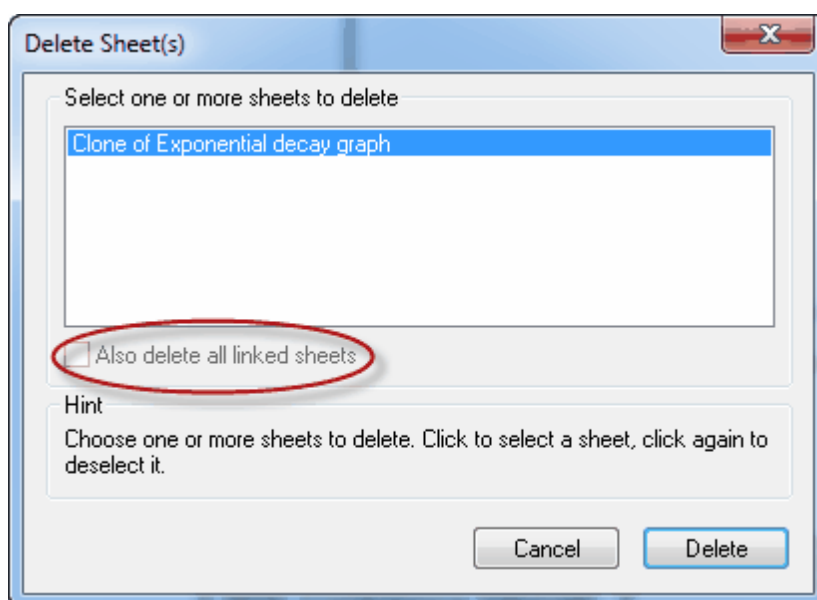 Delete Sheet(s)
Select one or more sheets to delete
Clone of Exponential decay graph
Also delete all linked sheets
Hint
Choose one or more sheets to delete. Click to select a sheet, click again to
deselect it.
Cancel Delete